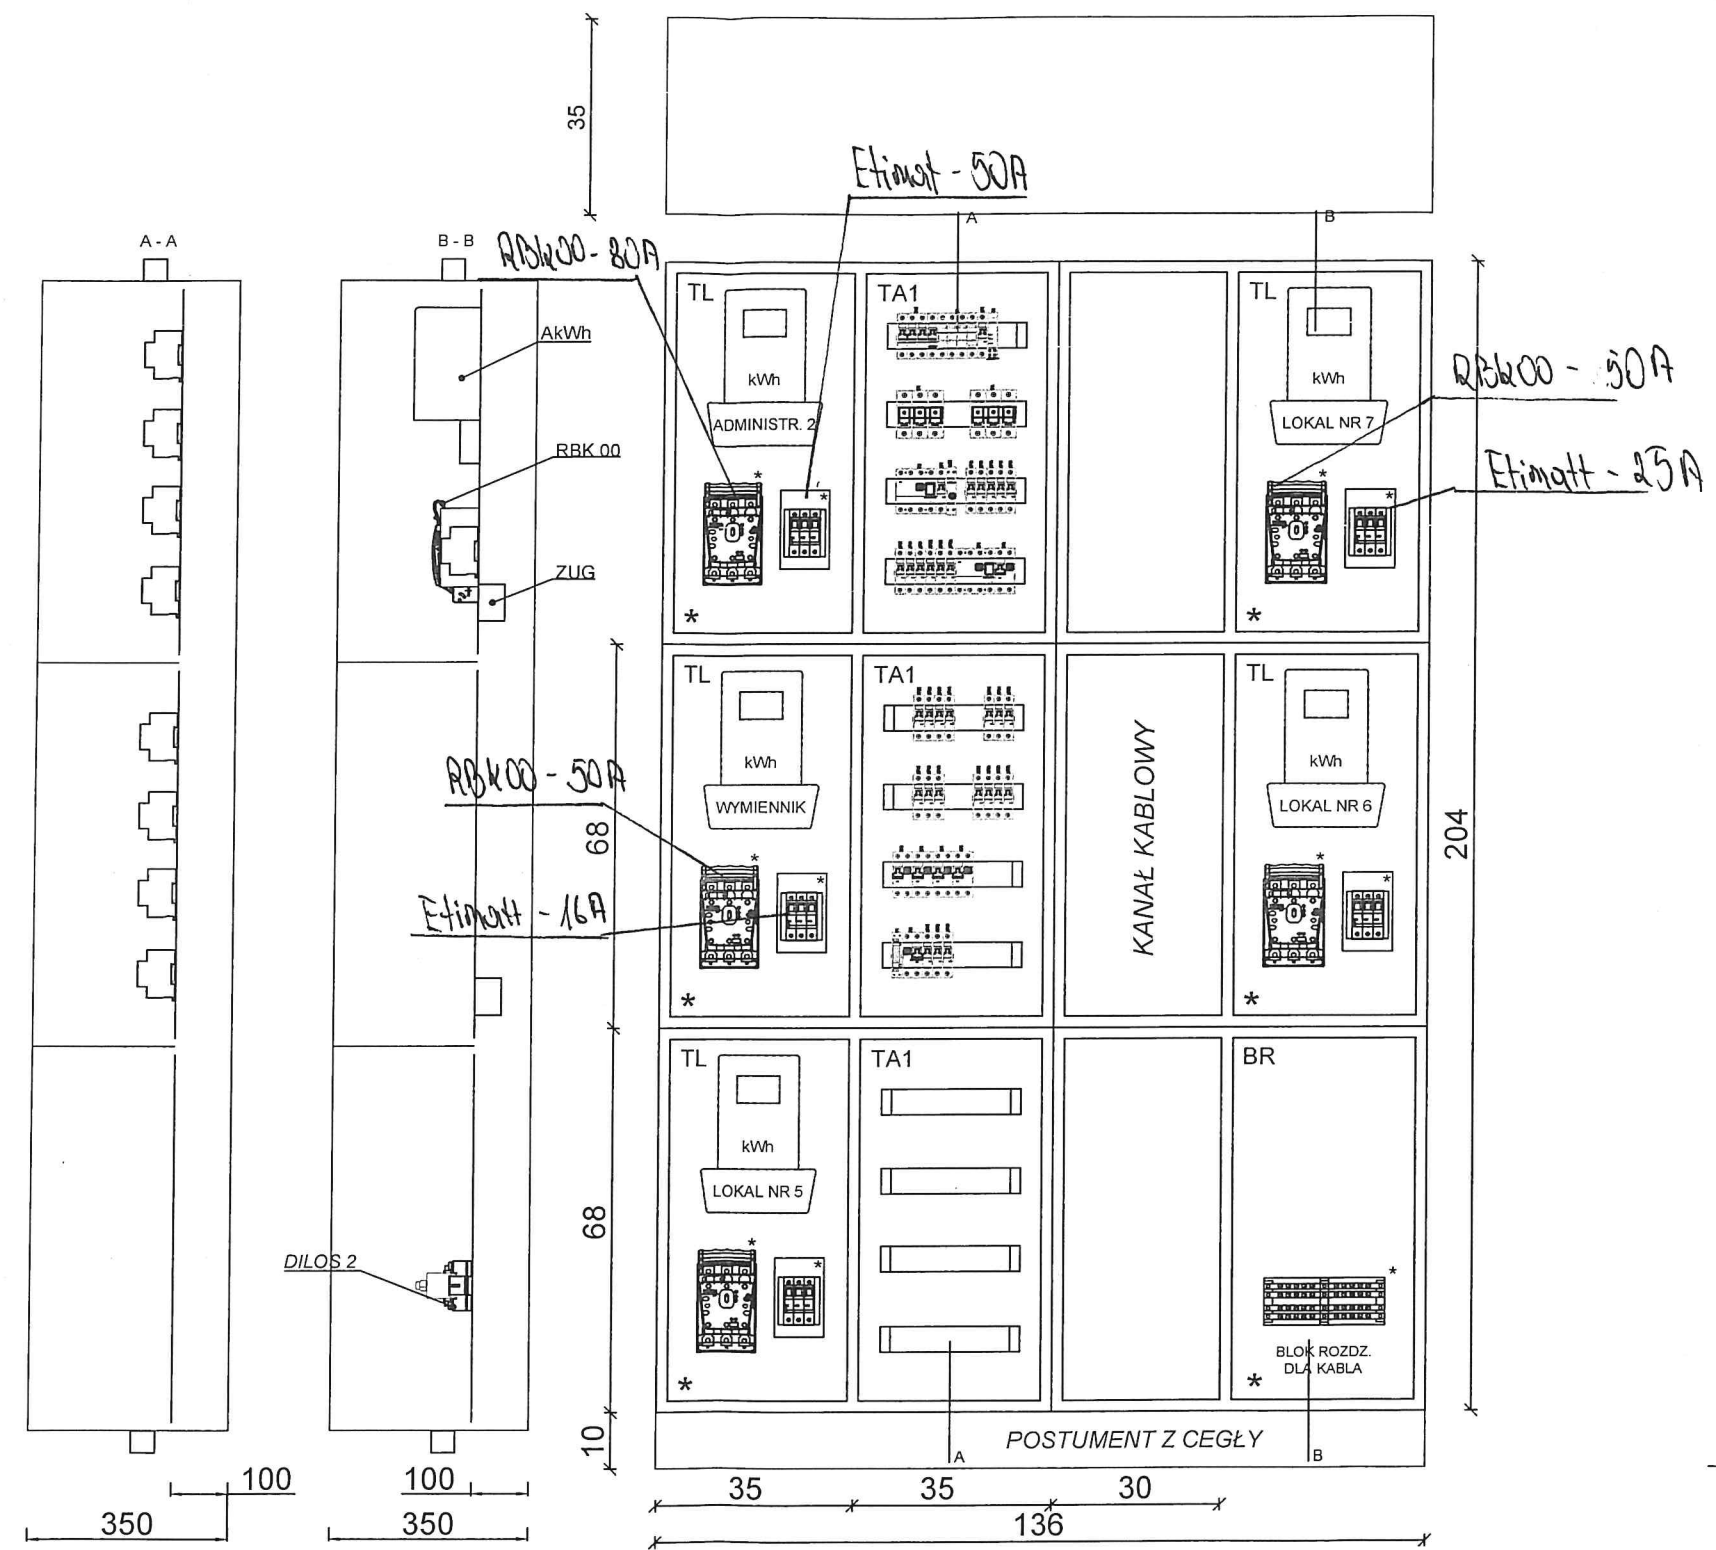 35
Etimat - 50A
A
B
A - A
B - B
RBK00-80A
TL
TA1
TL
AkWh
kWh
kWh
RBK00 - 50A
ADMINISTR. 2
LOKAL NR 7
RBK 00
*
*
*
*
Etimatt - 25A
ZUG
*
*
TL
TA1
TL
kWh
kWh
RBK00 - 50A
WYMIENNIK
LOKAL NR 6
68
KANAŁ KABLOWY
204
*
*
*
*
Etimatt - 16A
*
*
TL
TA1
BR
kWh
LOKAL NR 5
68
*
*
*
DILOS 2
BLOK ROZDZ.
DLA KABLA
*
*
10
POSTUMENT Z CEGŁY
A
B
100
100
35
35
30
350
350
136